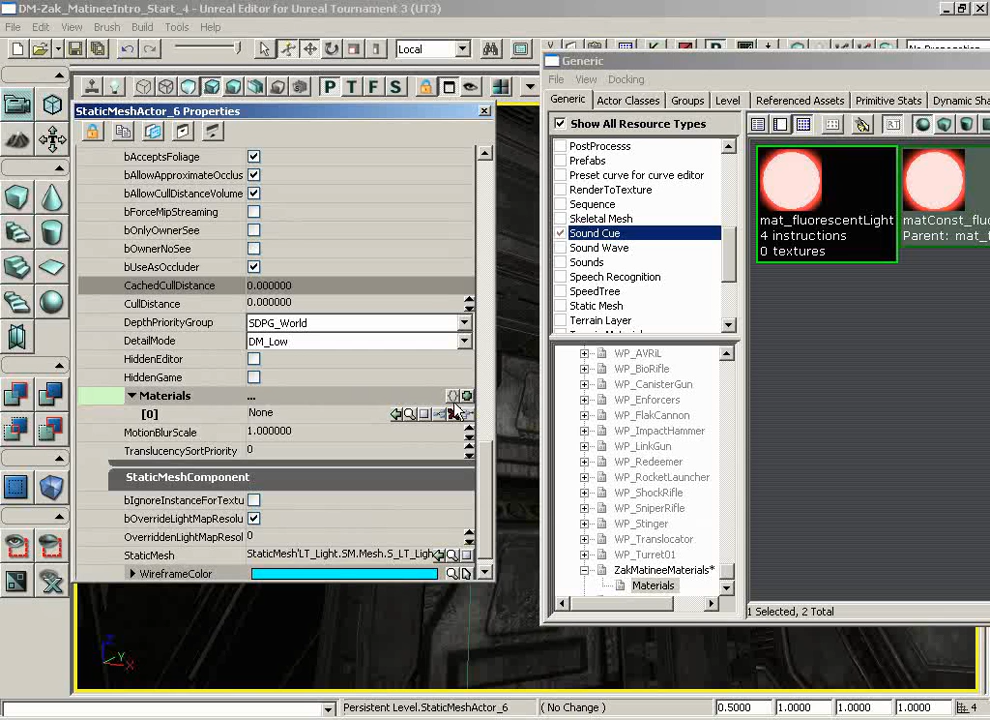 DM-Zak_MatineeIntro_Start_4 - Unreal Editor for Unreal Tournament 3 (UT3)
File Edit View Brush Build Tools Help
Local
P T F S
StaticMeshActor_6 Properties
bAcceptsFoliage
bAllowApproximateOcclus
bAllowCullDistanceVolume
bForceMipStreaming
bOnlyOwnerSee
bOwnerNoSee
bUseAsOccluder
CachedCullDistance 0.000000
CullDistance 0.000000
DepthPriorityGroup SDPG_World
DetailMode DM_Low
HiddenEditor
HiddenGame
Materials ...
[0] None
MotionBlurScale 1.000000
TranslucencySortPriority 0
StaticMeshComponent
bIgnoreInstanceForTextu
bOverrideLightMapResolu
OverriddenLightMapResol 0
StaticMesh StaticMesh'LT_Light.SM.Mesh.S_LT_Ligh
WireframeColor
Z
Y
X
Generic
File View Docking
Generic Actor Classes Groups Level Referenced Assets Primitive Stats Dynamic Sha
Show All Resource Types
PostProcesss
Prefabs
Preset curve for curve editor
RenderToTexture
Sequence
Skeletal Mesh
Sound Cue
Sound Wave
Sounds
Speech Recognition
SpeedTree
Static Mesh
Terrain Layer
WP_AVRiL
WP_BioRifle
WP_CanisterGun
WP_Enforcers
WP_FlakCannon
WP_ImpactHammer
WP_LinkGun
WP_Redeemer
WP_RocketLauncher
WP_ShockRifle
WP_SniperRifle
WP_Stinger
WP_Translocator
WP_Turret01
ZakMatineeMaterials*
Materials
mat_fluorescentLight
4 instructions
0 textures
matConst_fluo
Parent: mat_f
1 Selected, 2 Total
Persistent Level.StaticMeshActor_6 (No Change) 0.5000 1.0000 1.0000 1.0000 4